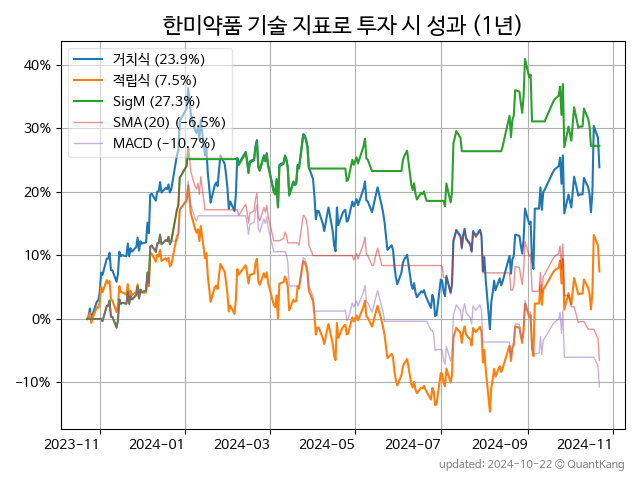 한미약품 기술 지표로 투자 시 성과 (1년)
거치식 (23.9%)
적립식 (7.5%)
SigM (27.3%)
SMA(20) (−6.5%)
MACD (−10.7%)
40%
30%
20%
10%
0%
−10%
2023-11 2024-01 2024-03 2024-05 2024-07 2024-09 2024-11
updated: 2024-10-22 © QuantKang